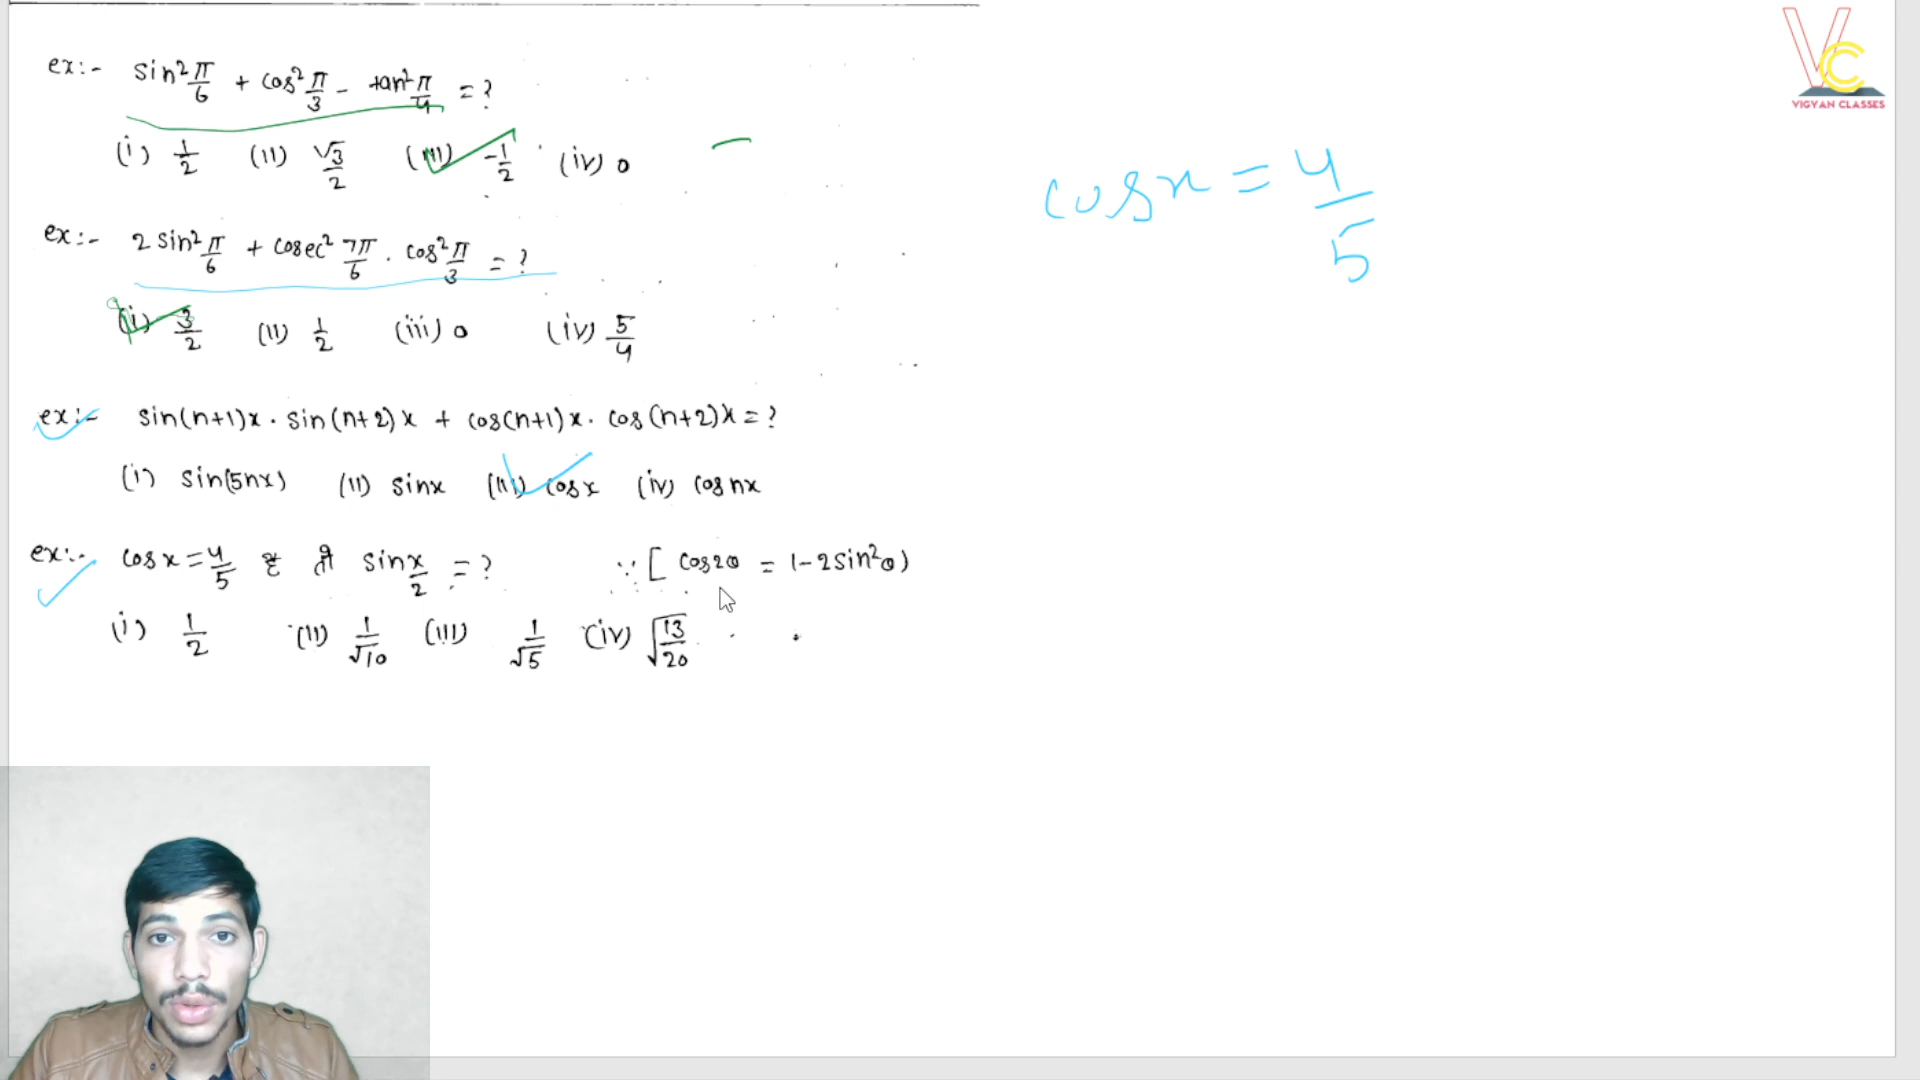 ex:- sin²π/6 + cos²π/3 - tan²π/4 = ?
(i) 1/2 (ii) √3/2 (iii) -1/2 (iv) 0
ex:- 2 sin²π/6 + cosec² 7π/6 . cos²π/3 = ?
(i) 3/2 (ii) 1/2 (iii) 0 (iv) 5/4
ex:- sin(n+1)x . sin(n+2)x + cos(n+1)x . cos(n+2)x = ?
(i) sin(5nx) (ii) sinx (iii) cosx (iv) cosnx
ex:- cosx = 4/5 है तो sin x/2 = ? ∵ [ cos2θ = 1-2sin²θ)
(i) 1/2 (ii) 1/√10 (iii) 1/√5 (iv) √13/20
cosx = 4/5
VC
VIGYAN CLASSES